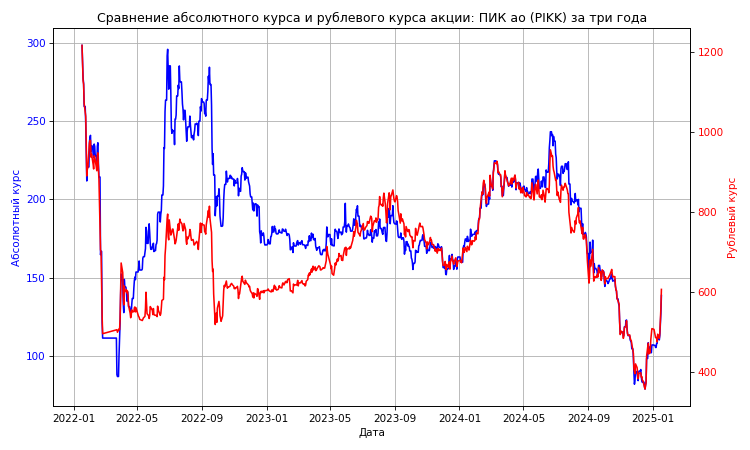 Сравнение абсолютного курса и рублевого курса акции: ПИК ао (PIKK) за три года
300
250
200
150
100
Абсолютный курс
1200
1000
800
600
400
Рублевый курс
2022-01 2022-05 2022-09 2023-01 2023-05 2023-09 2024-01 2024-05 2024-09 2025-01
Дата